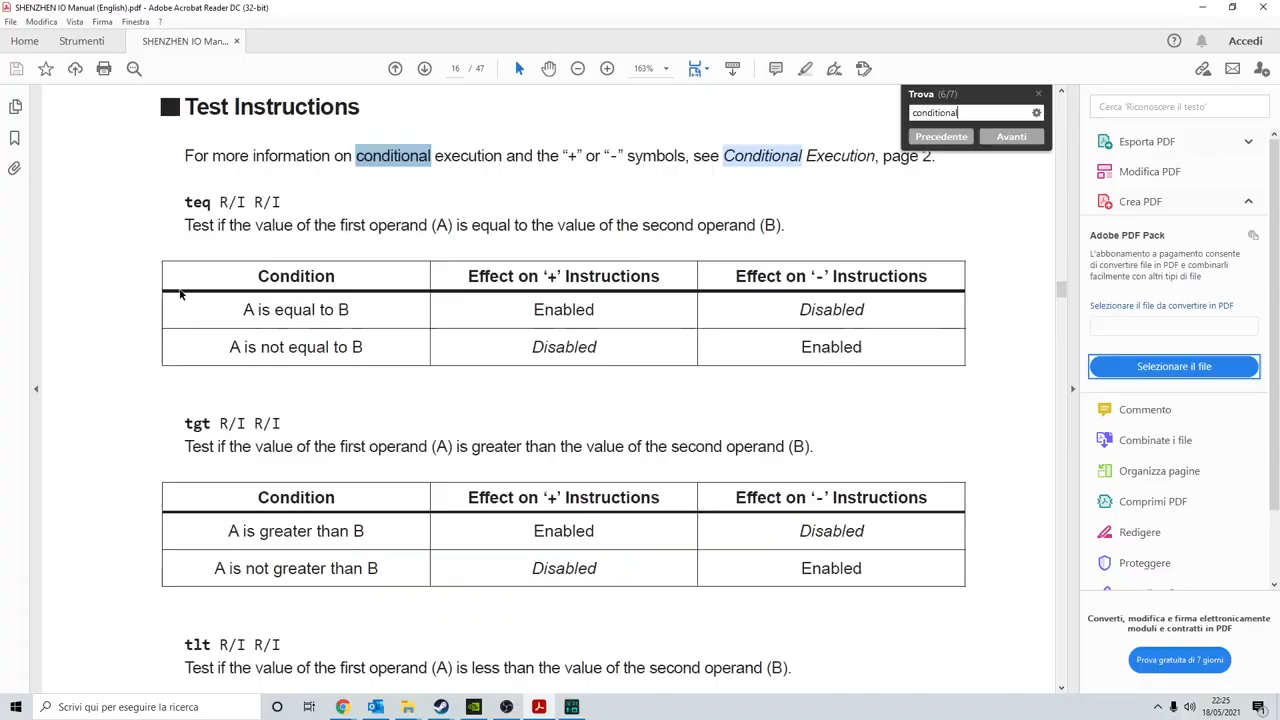 SHENZHEN IO Manual (English).pdf - Adobe Acrobat Reader DC (32-bit)
File Modifica Vista Firma Finestra ?
Home Strumenti SHENZHEN IO Man... × Accedi
16 / 47 163%
Trova (6/7)
conditional
Precedente Avanti
Test Instructions
For more information on conditional execution and the “+” or “-” symbols, see Conditional Execution, page 2.
teq R/I R/I
Test if the value of the first operand (A) is equal to the value of the second operand (B).
Condition Effect on ‘+’ Instructions Effect on ‘-’ Instructions
A is equal to B Enabled Disabled
A is not equal to B Disabled Enabled
tgt R/I R/I
Test if the value of the first operand (A) is greater than the value of the second operand (B).
Condition Effect on ‘+’ Instructions Effect on ‘-’ Instructions
A is greater than B Enabled Disabled
A is not greater than B Disabled Enabled
tlt R/I R/I
Test if the value of the first operand (A) is less than the value of the second operand (B).
Cerca 'Riconoscere il testo'
Esporta PDF
Modifica PDF
Crea PDF
Adobe PDF Pack
L'abbonamento a pagamento consente
di convertire file in PDF e combinarli
facilmente con altri tipi di file
Selezionare il file da convertire in PDF
Selezionare il file
Commento
Combinate i file
Organizza pagine
Comprimi PDF
Redigere
Proteggere
Converti, modifica e firma elettronicamente
moduli e contratti in PDF
Prova gratuita di 7 giorni
Scrivi qui per eseguire la ricerca
22:25
18/05/2021